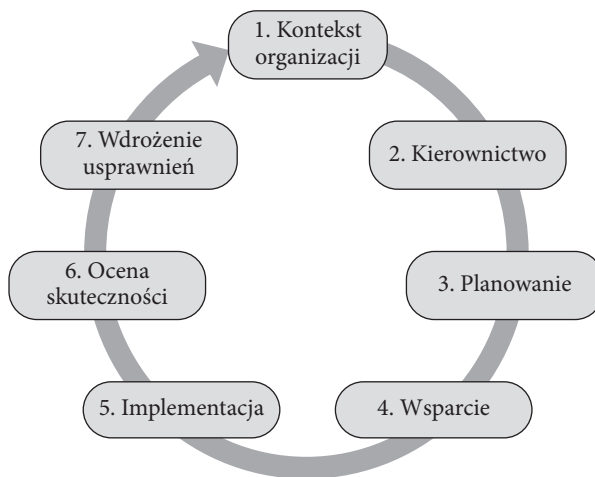 1. Kontekst
organizacji
2. Kierownictwo
3. Planowanie
4. Wsparcie
5. Implementacja
6. Ocena
skuteczności
7. Wdrożenie
usprawnień